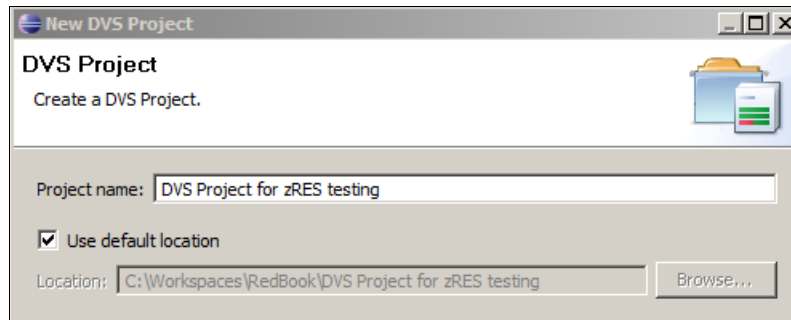 New DVS Project
DVS Project
Create a DVS Project.
Project name: DVS Project for zRES testing
Use default location
Location: C:\Workspaces\RedBook\DVS Project for zRES testing Browse...